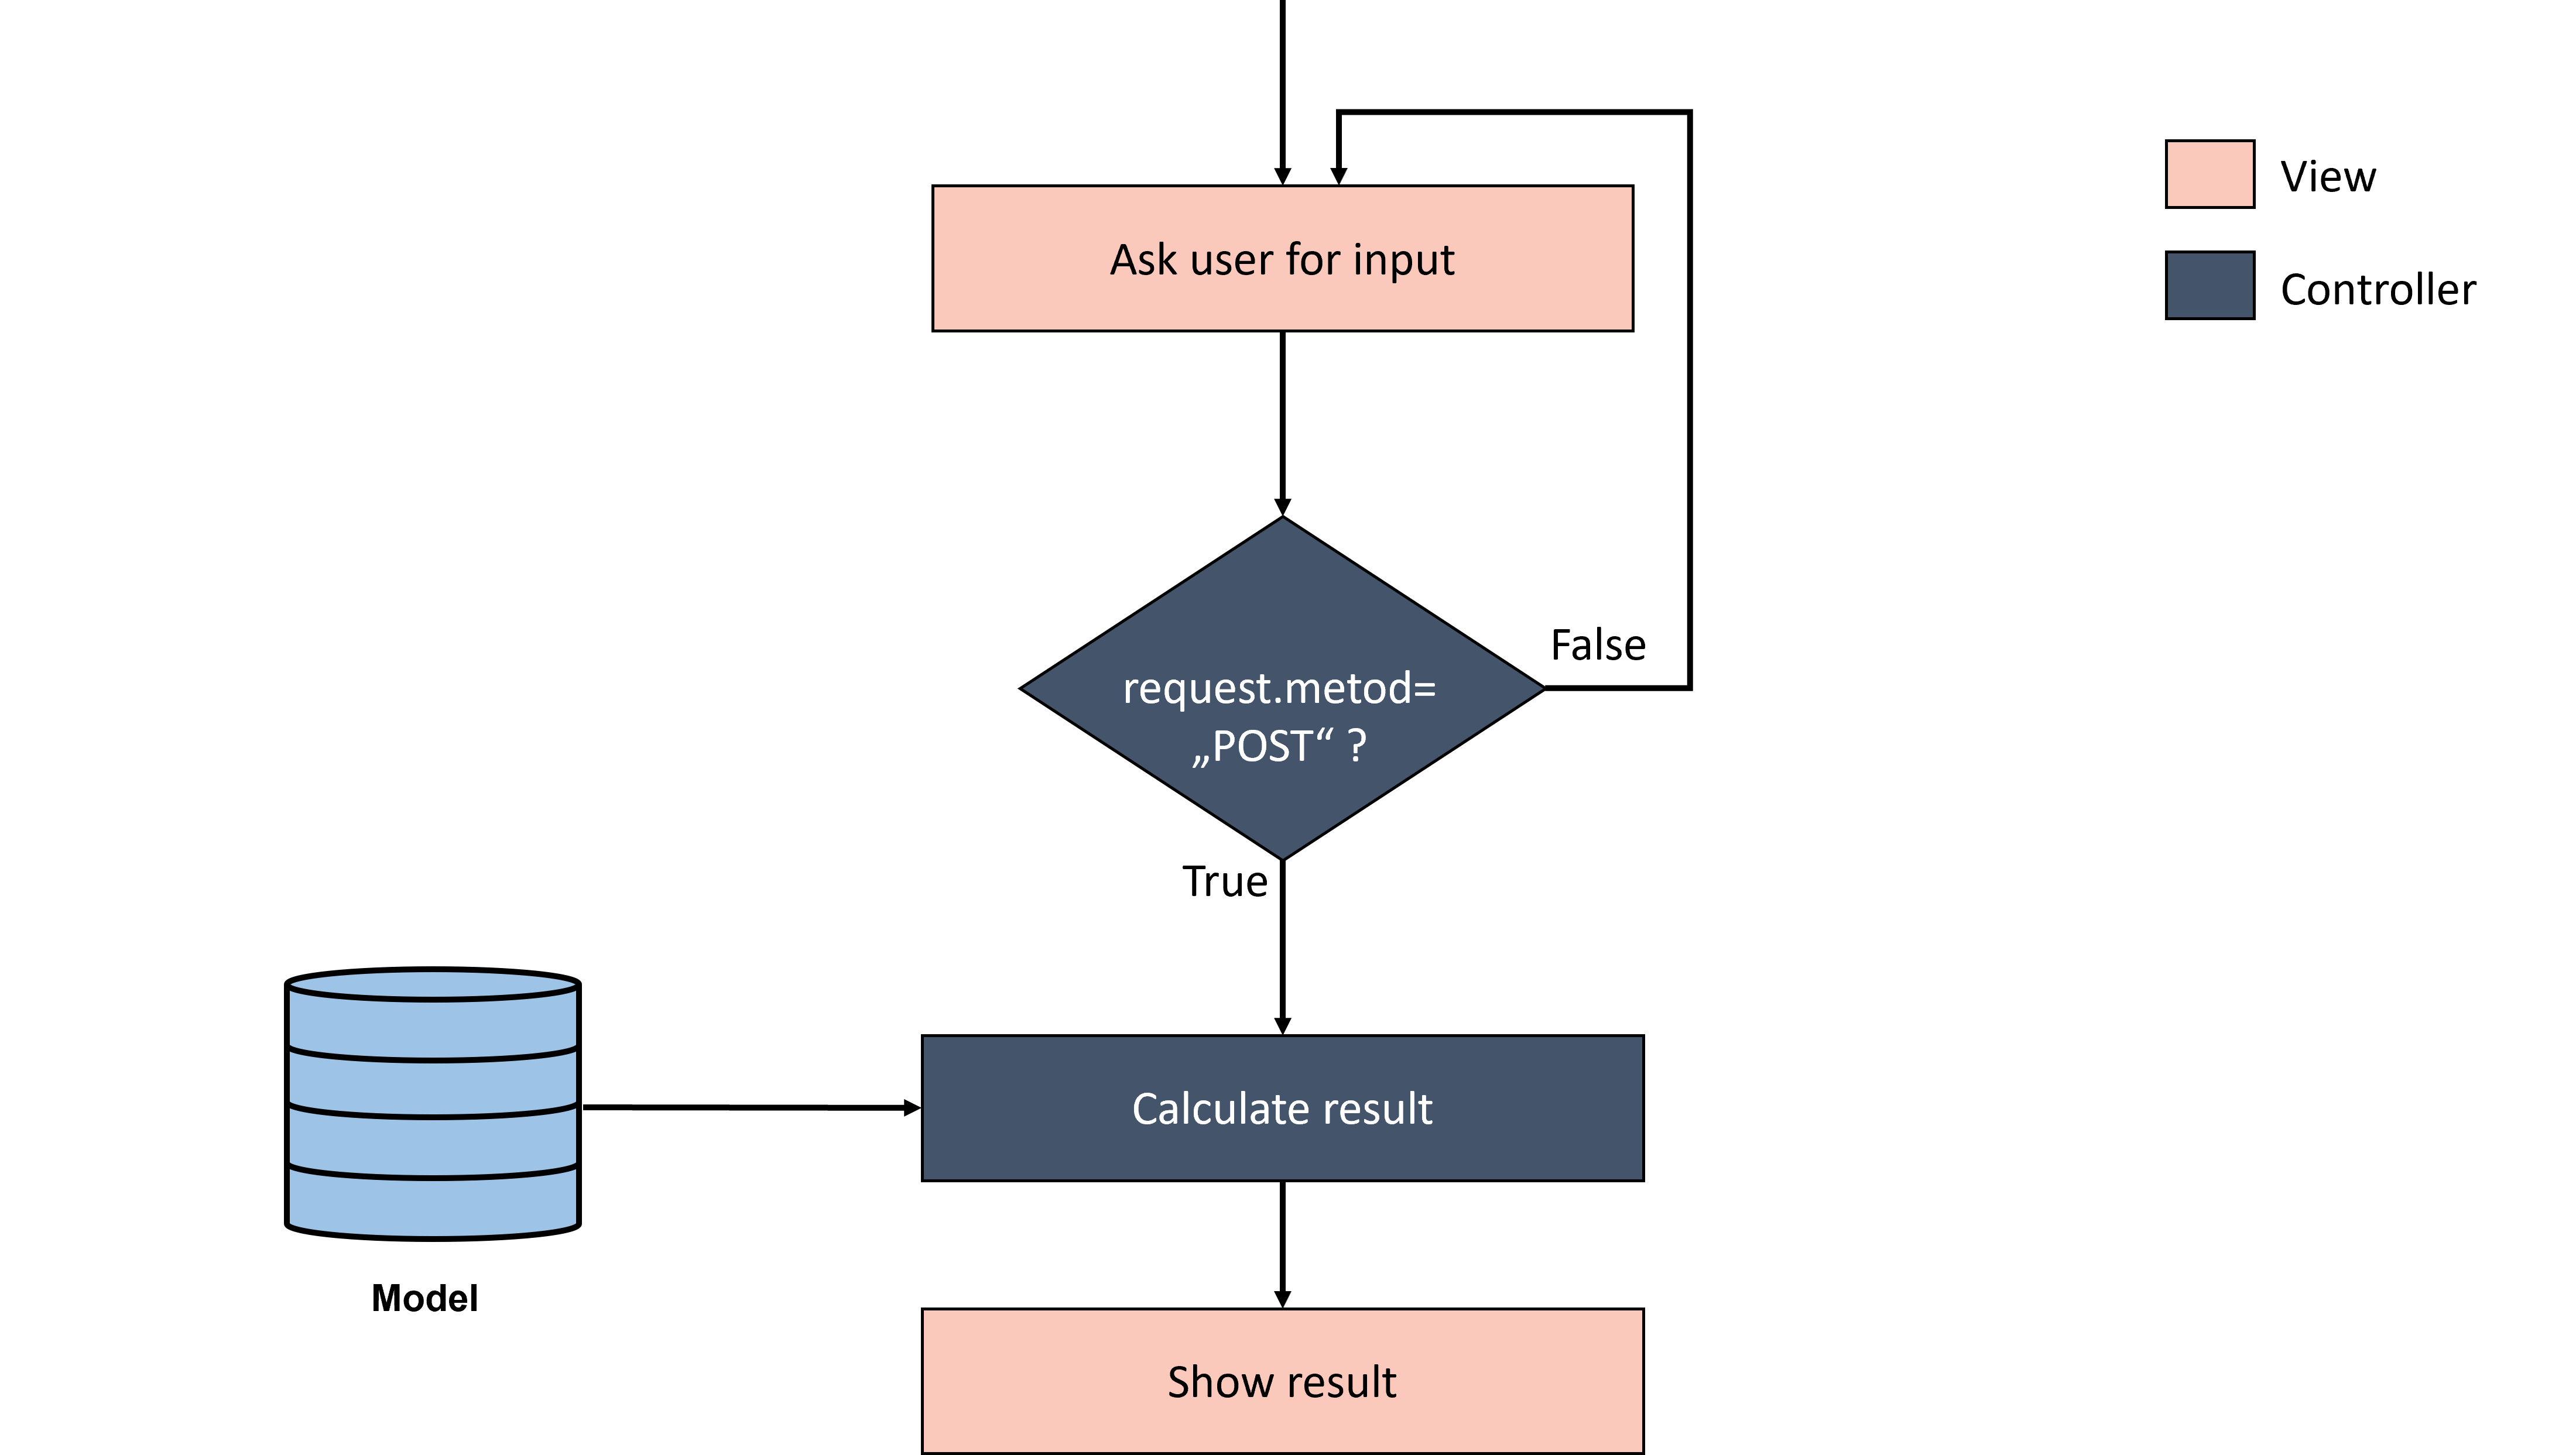 View
Ask user for input
Controller
False
request.metod=
„POST“ ?
True
Calculate result
Model
Show result